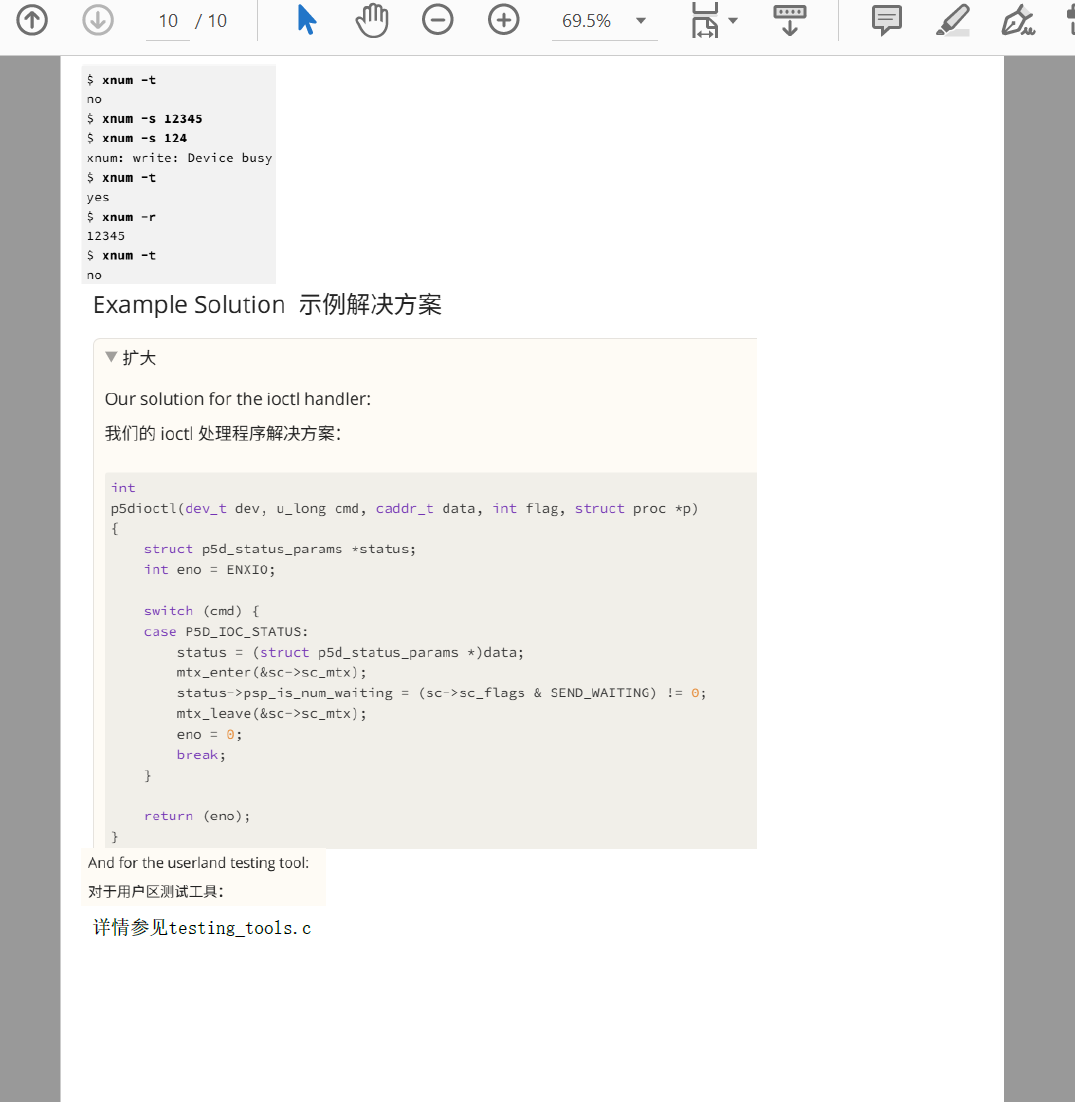 10 / 10
69.5%
$ xnum -t
no
$ xnum -s 12345
$ xnum -s 124
xnum: write: Device busy
$ xnum -t
yes
$ xnum -r
12345
$ xnum -t
no
Example Solution 示例解决方案
扩大
Our solution for the ioctl handler:
我们的 ioctl 处理程序解决方案：
int
p5dioctl(dev_t dev, u_long cmd, caddr_t data, int flag, struct proc *p)
{
    struct p5d_status_params *status;
    int eno = ENXIO;
    switch (cmd) {
    case P5D_IOC_STATUS:
        status = (struct p5d_status_params *)data;
        mtx_enter(&sc->sc_mtx);
        status->psp_is_num_waiting = (sc->sc_flags & SEND_WAITING) != 0;
        mtx_leave(&sc->sc_mtx);
        eno = 0;
        break;
    }
    return (eno);
}
And for the userland testing tool:
对于用户区测试工具：
详情参见testing_tools.c